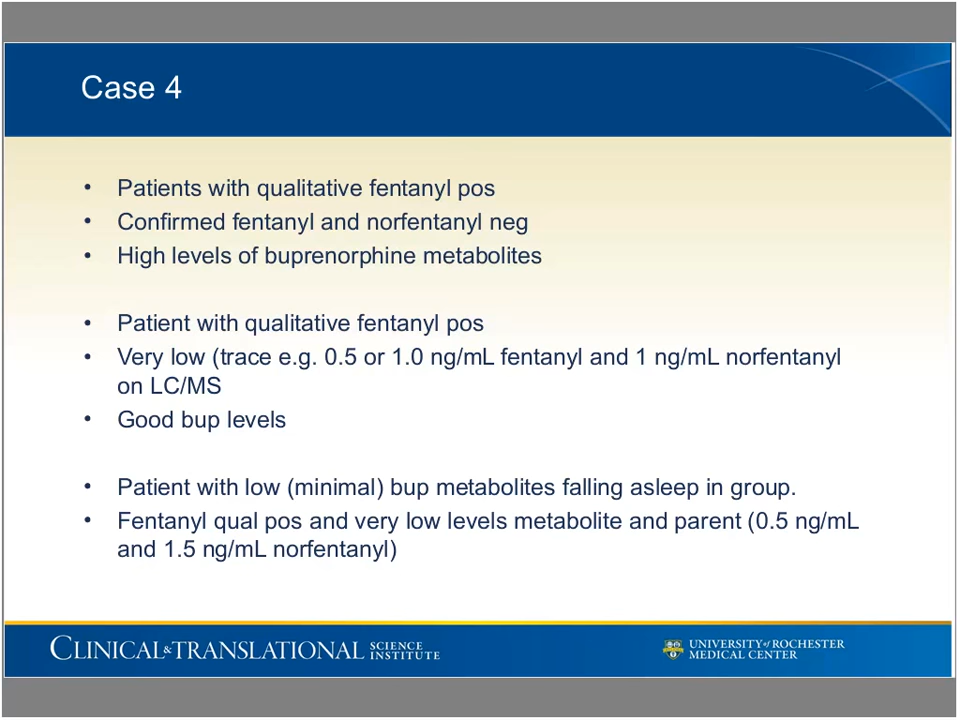 Case 4
• Patients with qualitative fentanyl pos
• Confirmed fentanyl and norfentanyl neg
• High levels of buprenorphine metabolites
• Patient with qualitative fentanyl pos
• Very low (trace e.g. 0.5 or 1.0 ng/mL fentanyl and 1 ng/mL norfentanyl
on LC/MS
• Good bup levels
• Patient with low (minimal) bup metabolites falling asleep in group.
• Fentanyl qual pos and very low levels metabolite and parent (0.5 ng/mL
and 1.5 ng/mL norfentanyl)
CLINICAL & TRANSLATIONAL SCIENCE INSTITUTE
UNIVERSITY of ROCHESTER
MEDICAL CENTER